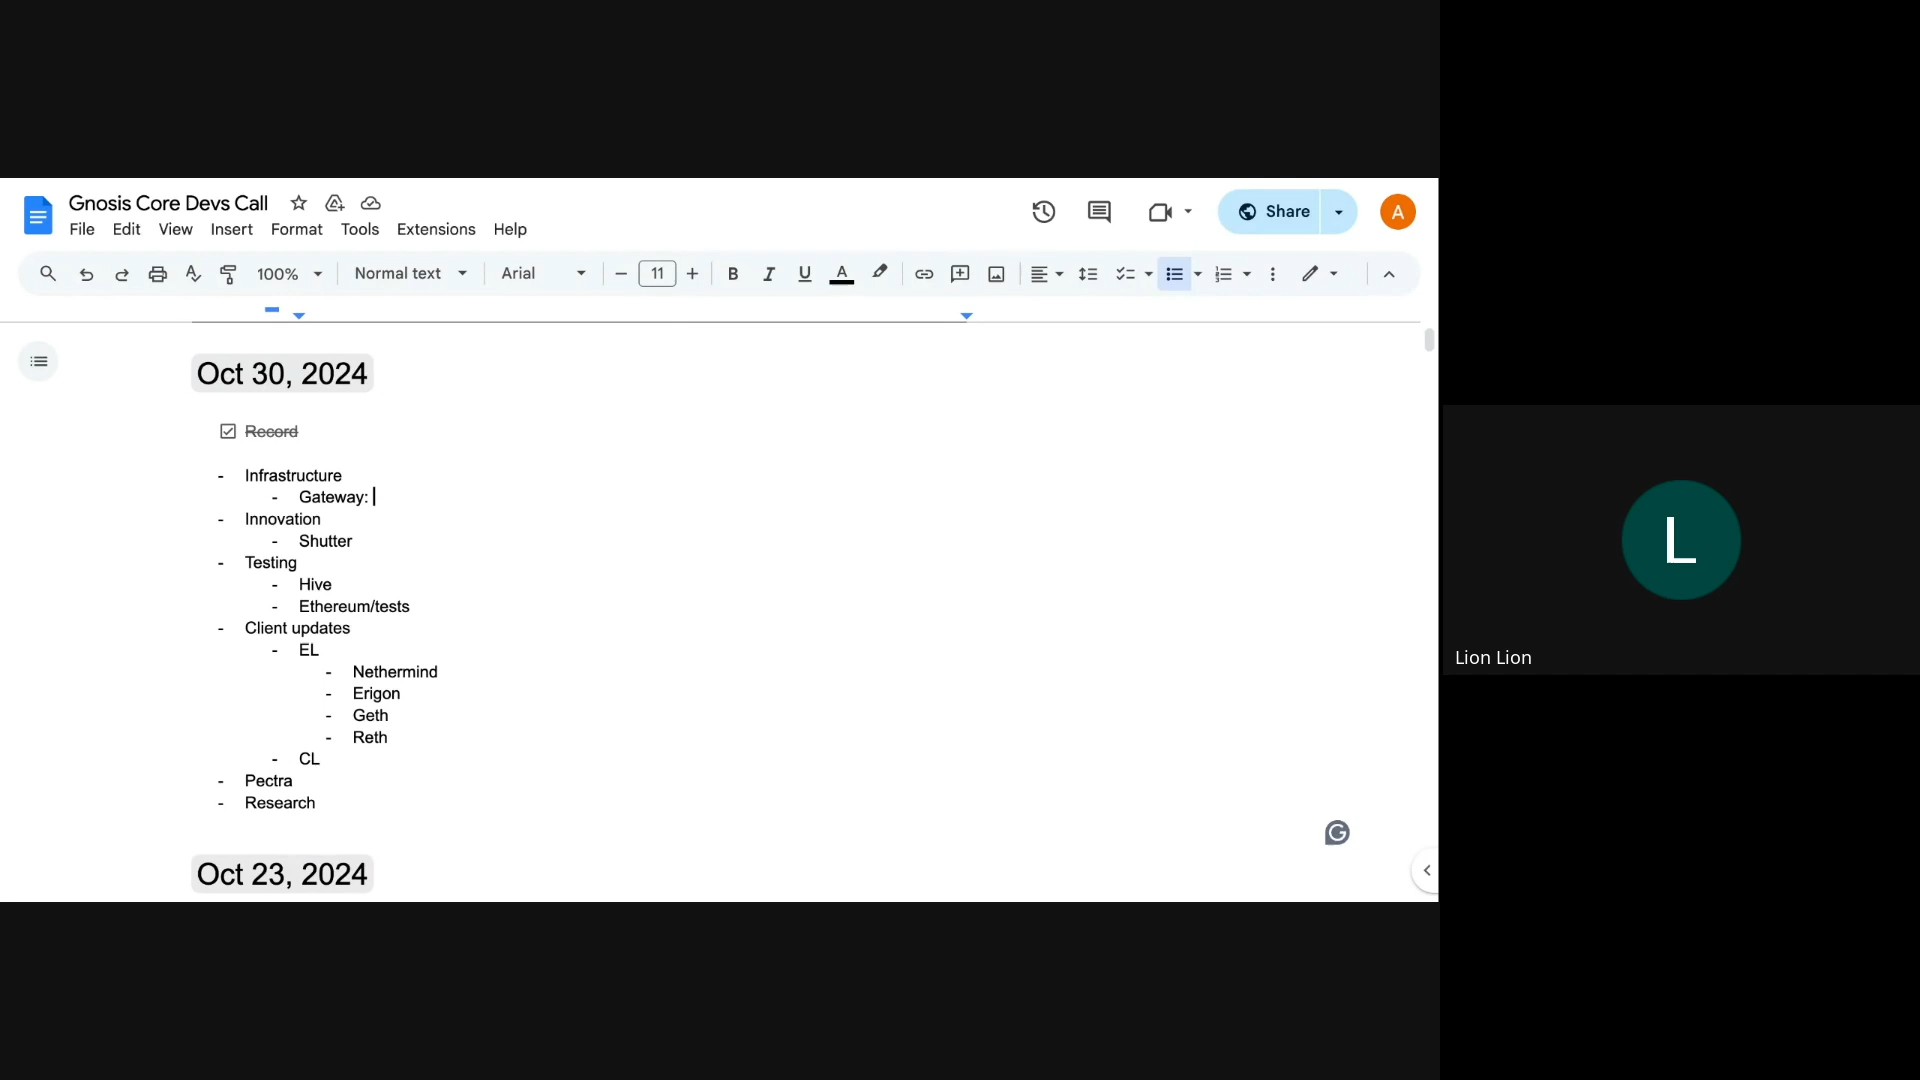 Gnosis Core Devs Call
File Edit View Insert Format Tools Extensions Help
Share
A
100% Normal text Arial 11 B I U A
Oct 30, 2024
Record
- Infrastructure
- Gateway:
- Innovation
- Shutter
- Testing
- Hive
- Ethereum/tests
- Client updates
- EL
- Nethermind
- Erigon
- Geth
- Reth
- CL
- Pectra
- Research
Oct 23, 2024
L
Lion Lion